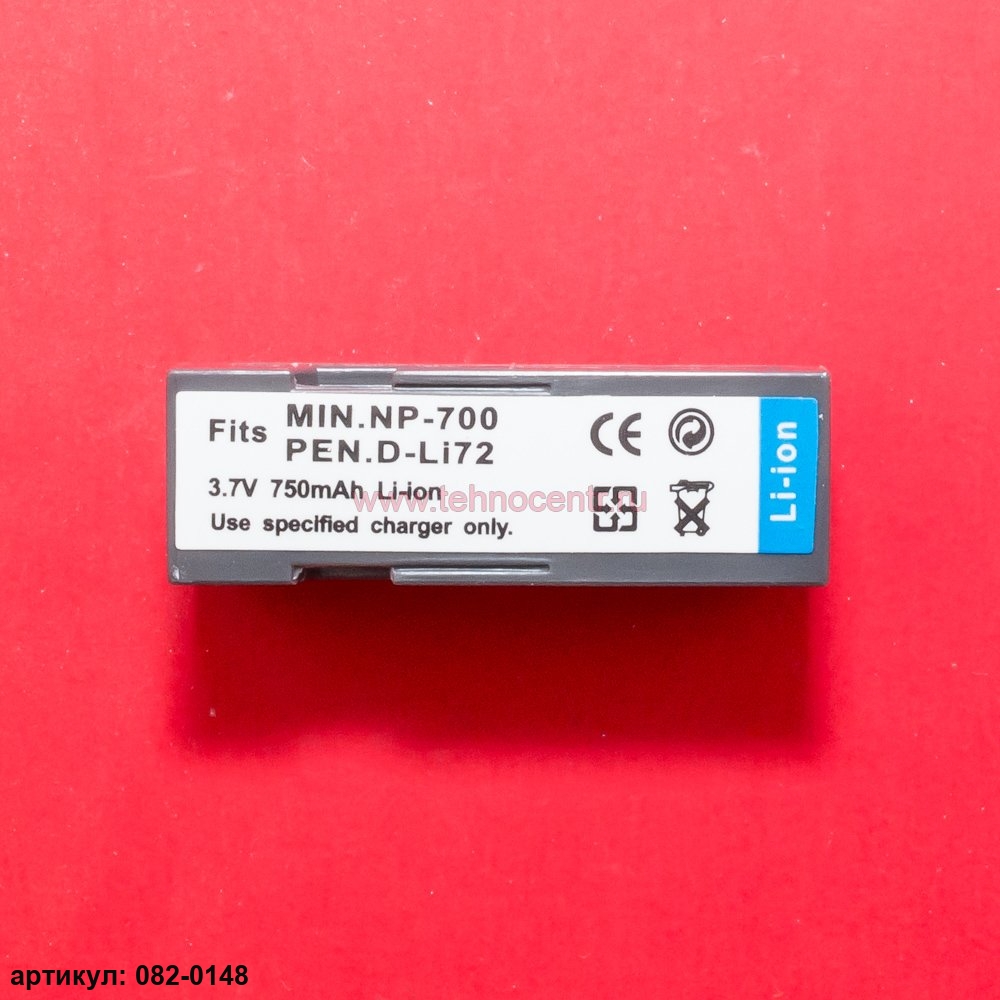 Fits MIN.NP-700
PEN.D-Li72
3.7V 750mAh Li-ion
Use specified charger only.
CE
Li-ion
www.tehnocentr.ru
артикул: 082-0148